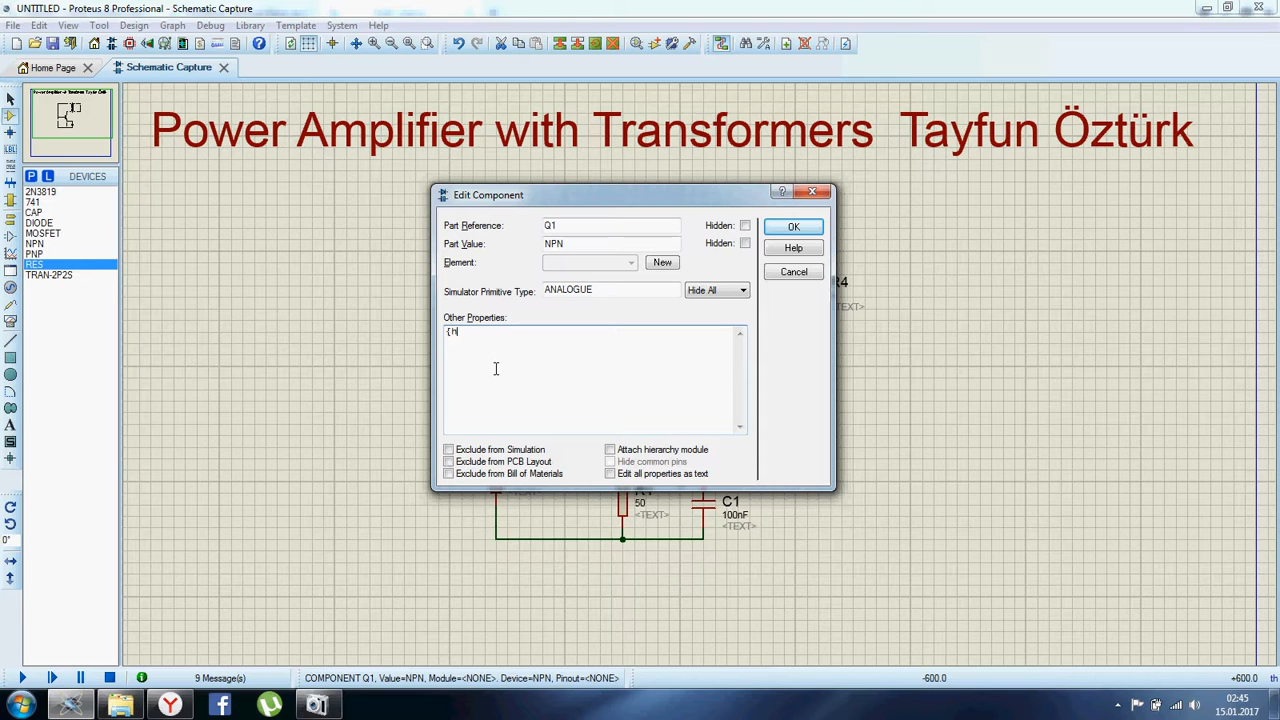 UNTITLED - Proteus 8 Professional - Schematic Capture
File Edit View Tool Design Graph Debug Library Template System Help
Home Page
Schematic Capture
Power Amplifier with Transformers Tayfun Öztürk
P L DEVICES
2N3819
741
CAP
DIODE
MOSFET
NPN
PNP
RES
TRAN-2P2S
LBL
A
0°
Edit Component
Part Reference: Q1 Hidden:
Part Value: NPN Hidden:
Element: New
Simulator Primitive Type: ANALOGUE Hide All
Other Properties:
{h
Exclude from Simulation
Exclude from PCB Layout
Exclude from Bill of Materials
Attach hierarchy module
Hide common pins
Edit all properties as text
OK
Help
Cancel
50
<TEXT>
C1
100nF
<TEXT>
9 Message(s)
COMPONENT Q1, Value=NPN, Module=<NONE>. Device=NPN, Pinout=<NONE>
-600.0
+600.0
th
02:45
15.01.2017